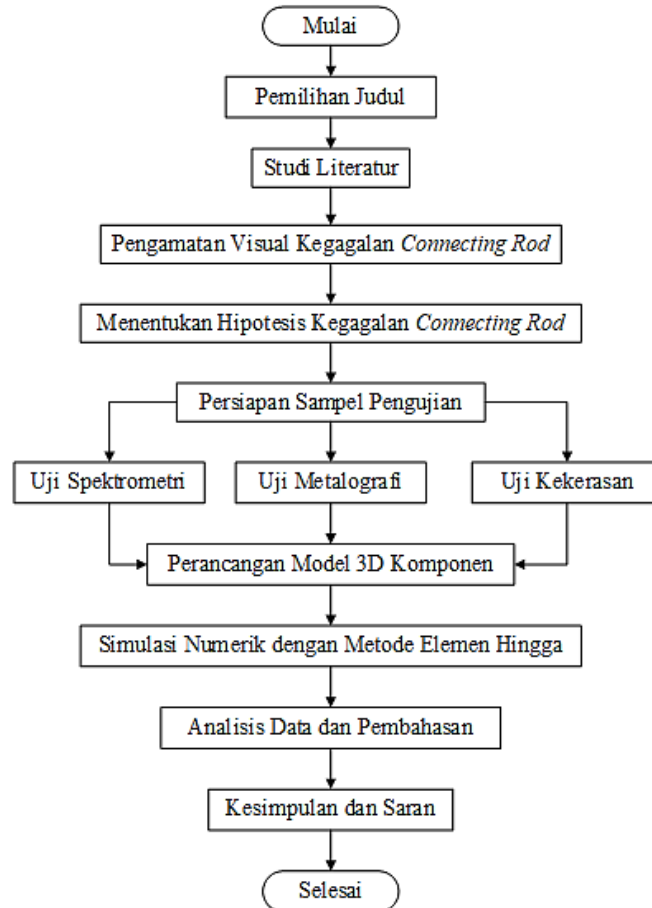 Mulai
Pemilihan Judul
Studi Literatur
Pengamatan Visual Kegagalan Connecting Rod
Menentukan Hipotesis Kegagalan Connecting Rod
Persiapan Sampel Pengujian
Uji Spektrometri
Uji Metalografi
Uji Kekerasan
Perancangan Model 3D Komponen
Simulasi Numerik dengan Metode Elemen Hingga
Analisis Data dan Pembahasan
Kesimpulan dan Saran
Selesai